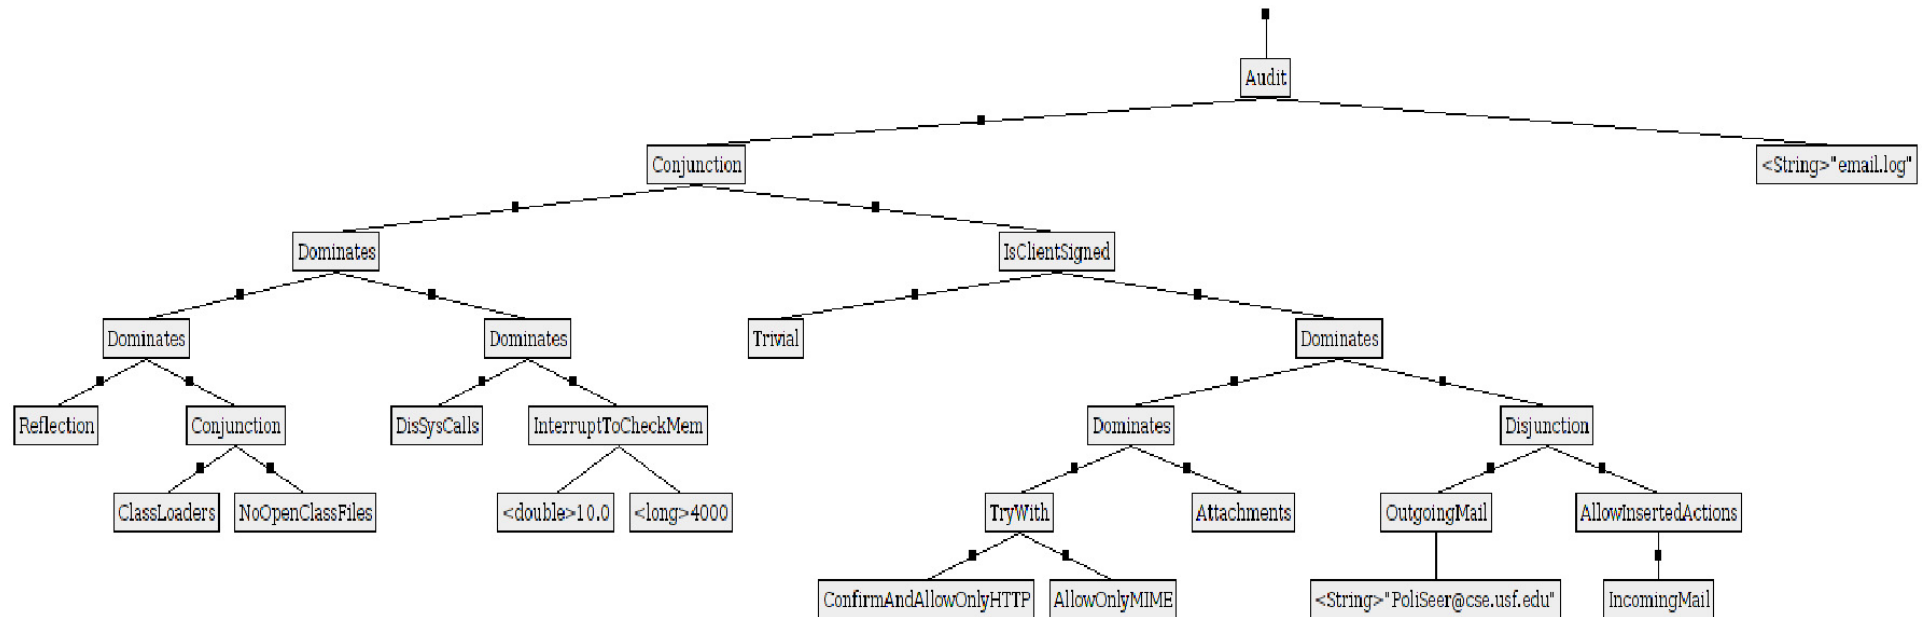 Audit
Conjunction
<String>"email.log"
Dominates
IsClientSigned
Dominates
Dominates
Trivial
Dominates
Reflection
Conjunction
DisSysCalls
InterruptToCheckMem
Dominates
Disjunction
ClassLoaders
NoOpenClassFiles
<double>10.0
<long>4000
TryWith
Attachments
OutgoingMail
AllowInsertedActions
ConfirmAndAllowOnlyHTTP
AllowOnlyMIME
<String>"PoliSeer@cse.usf.edu"
IncomingMail